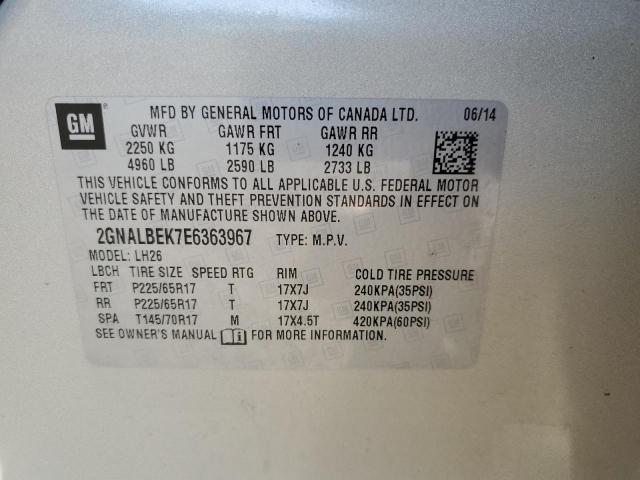 GM
MFD BY GENERAL MOTORS OF CANADA LTD. 06/14
GVWR GAWR FRT GAWR RR
2250 KG 1175 KG 1240 KG
4960 LB 2590 LB 2733 LB
THIS VEHICLE CONFORMS TO ALL APPLICABLE U.S. FEDERAL MOTOR
VEHICLE SAFETY AND THEFT PREVENTION STANDARDS IN EFFECT ON
THE DATE OF MANUFACTURE SHOWN ABOVE.
2GNALBEK7E6363967 TYPE: M.P.V.
MODEL: LH26
LBCH TIRE SIZE SPEED RTG RIM COLD TIRE PRESSURE
FRT P225/65R17 T 17X7J 240KPA(35PSI)
RR P225/65R17 T 17X7J 240KPA(35PSI)
SPA T145/70R17 M 17X4.5T 420KPA(60PSI)
SEE OWNER'S MANUAL FOR MORE INFORMATION.